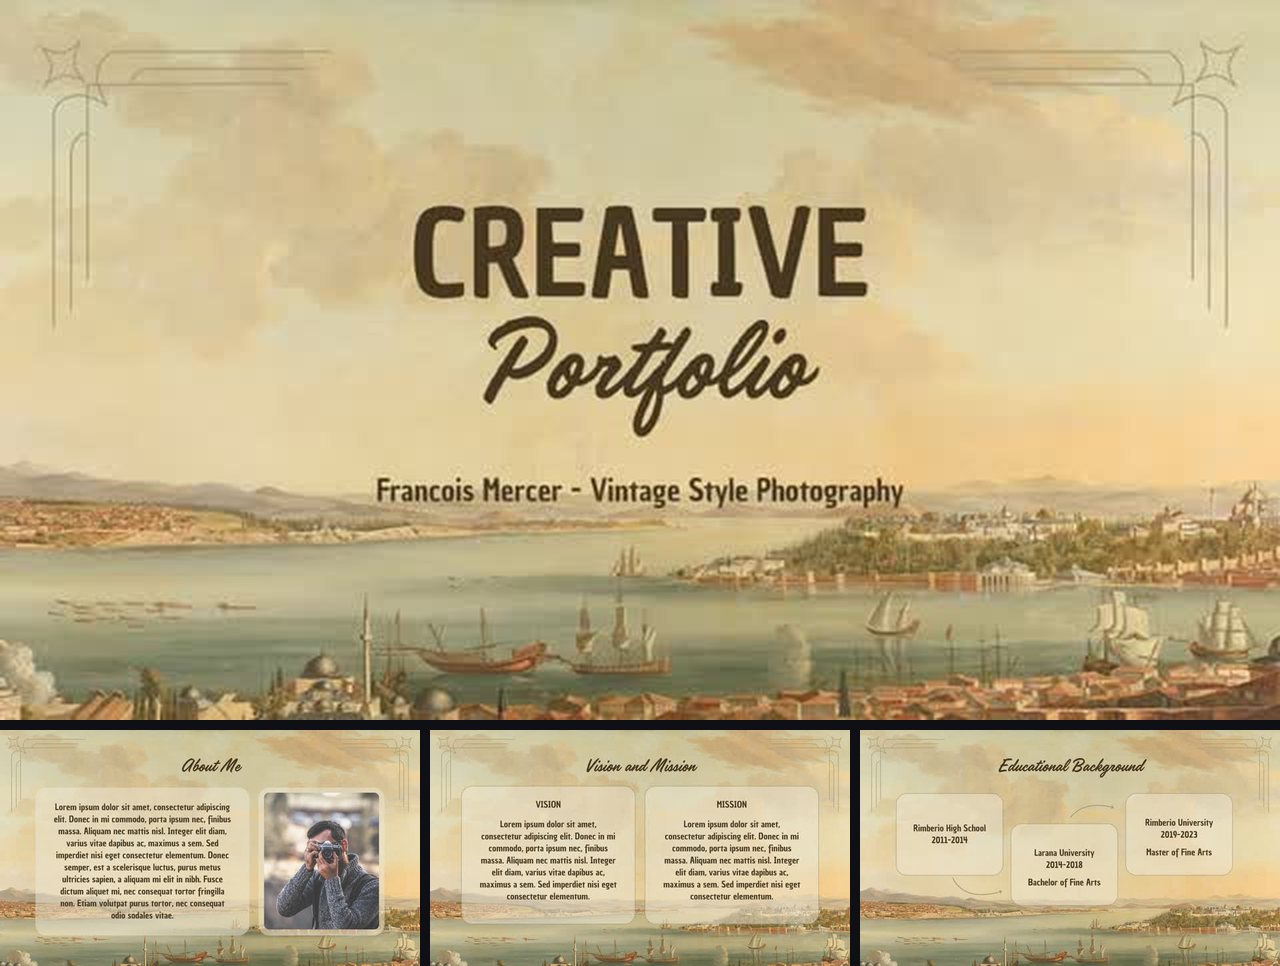 CREATIVE
Portfolio
Francois Mercer - Vintage Style Photography
About Me
Lorem ipsum dolor sit amet, consectetur adipiscing
elit. Donec in mi commodo, porta ipsum nec, finibus
massa. Aliquam nec mattis nisl. Integer elit diam,
varius vitae dapibus ac, maximus a sem. Sed
imperdiet nisi eget consectetur elementum. Donec
semper, est a scelerisque luctus, purus metus
ultricies sapien, a aliquam mi elit in nibh. Fusce
dictum aliquet mi, nec consequat tortor fringilla
non. Etiam volutpat purus tortor, nec consequat
odio sodales vitae.
Vision and Mission
VISION
Lorem ipsum dolor sit amet,
consectetur adipiscing elit. Donec in mi
commodo, porta ipsum nec, finibus
massa. Aliquam nec mattis nisl. Integer
elit diam, varius vitae dapibus ac,
maximus a sem. Sed imperdiet nisi eget
consectetur elementum.
MISSION
Lorem ipsum dolor sit amet,
consectetur adipiscing elit. Donec in mi
commodo, porta ipsum nec, finibus
massa. Aliquam nec mattis nisl. Integer
elit diam, varius vitae dapibus ac,
maximus a sem. Sed imperdiet nisi eget
consectetur elementum.
Educational Background
Rimberio High School
2011-2014
Larana University
2014-2018
Bachelor of Fine Arts
Rimberio University
2019-2023
Master of Fine Arts